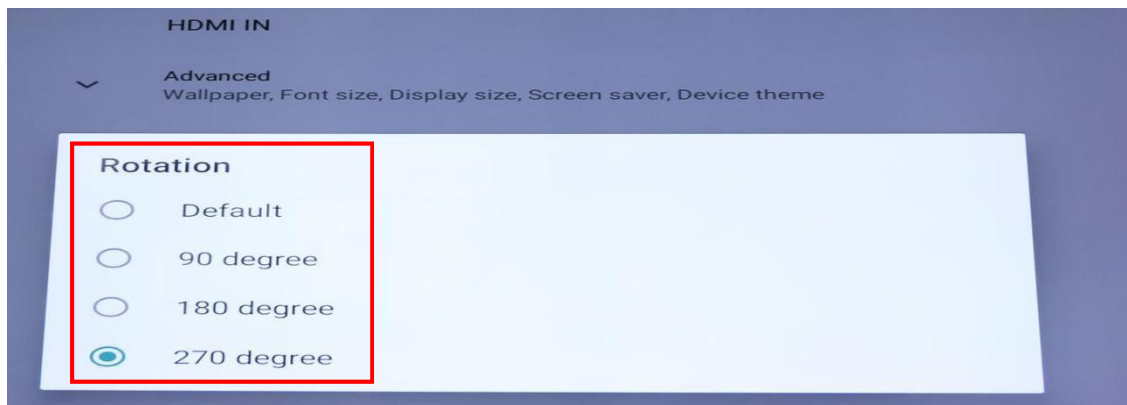 HDMI IN
Advanced
Wallpaper, Font size, Display size, Screen saver, Device theme
Rotation
Default
90 degree
180 degree
270 degree